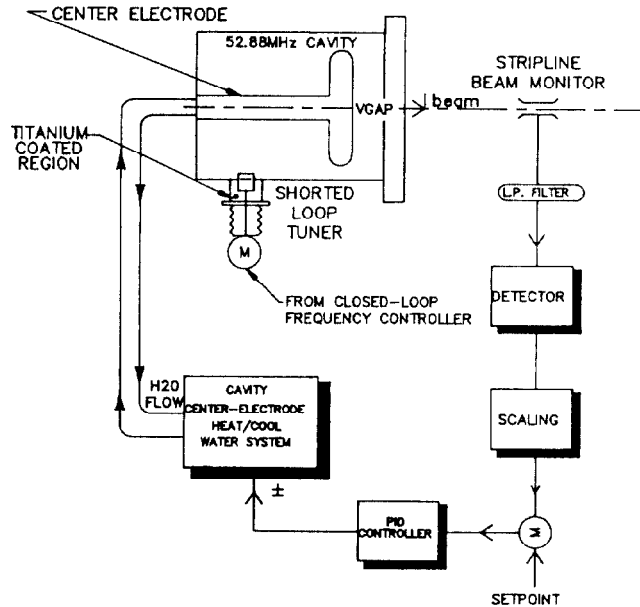 CENTER ELECTRODE
52.88MHz CAVITY
STRIPLINE
BEAM MONITOR
VGAP
I beam
TITANIUM
COATED
REGION
SHORTED
LOOP
TUNER
L.P. FILTER
M
FROM CLOSED-LOOP
FREQUENCY CONTROLLER
DETECTOR
H20
FLOW
CAVITY
CENTER-ELECTRODE
HEAT/COOL
WATER SYSTEM
SCALING
±
PID
CONTROLLER
M
SETPOINT